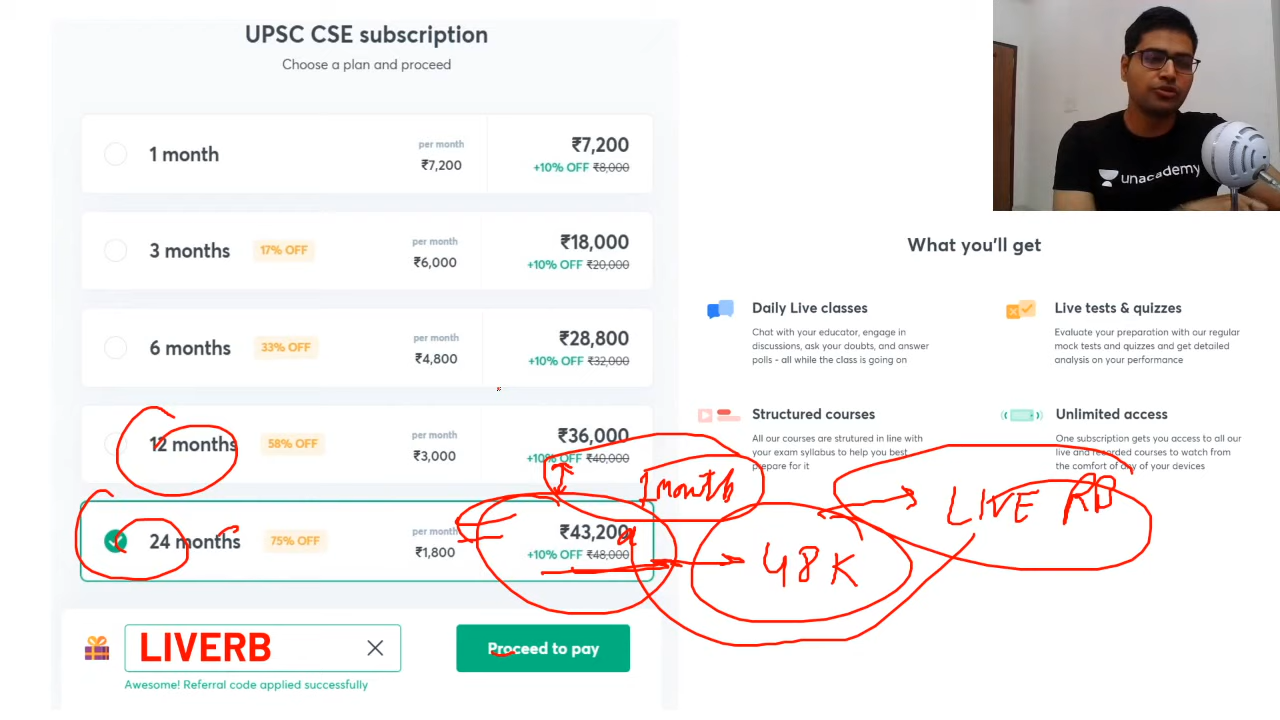 UPSC CSE subscription
Choose a plan and proceed
1 month
per month
₹7,200
₹7,200
+10% OFF ₹8,000
3 months
17% OFF
per month
₹6,000
₹18,000
+10% OFF ₹20,000
6 months
33% OFF
per month
₹4,800
₹28,800
+10% OFF ₹32,000
12 months
58% OFF
per month
₹3,000
₹36,000
+10% OFF ₹40,000
24 months
75% OFF
per month
₹1,800
₹43,200
+10% OFF ₹48,000
1 month
48K
LIVE RB
LIVERB
Proceed to pay
Awesome! Referral code applied successfully
unacademy
What you'll get
Daily Live classes
Chat with your educator, engage in
discussions, ask your doubts, and answer
polls - all while the class is going on
Live tests & quizzes
Evaluate your preparation with our regular
mock tests and quizzes and get detailed
analysis on your performance
Structured courses
All our courses are strutured in line with
your exam syllabus to help you best
prepare for it
Unlimited access
One subscription gets you access to all our
live and recorded courses to watch from
the comfort of any of your devices